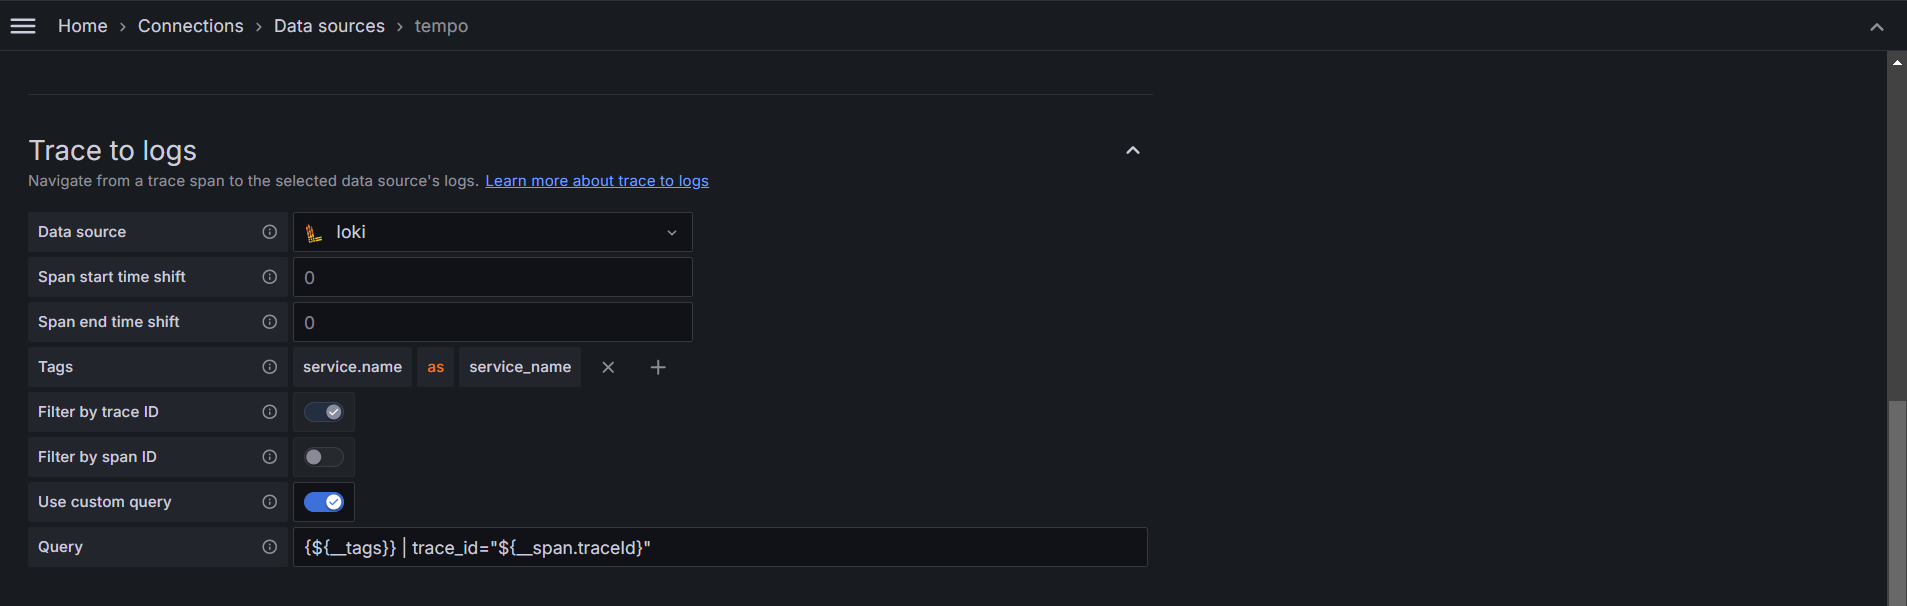 Home › Connections › Data sources › tempo
Trace to logs
Navigate from a trace span to the selected data source's logs. Learn more about trace to logs
Data source loki
Span start time shift 0
Span end time shift 0
Tags service.name as service_name
Filter by trace ID
Filter by span ID
Use custom query
Query {${__tags}} | trace_id="${__span.traceId}"